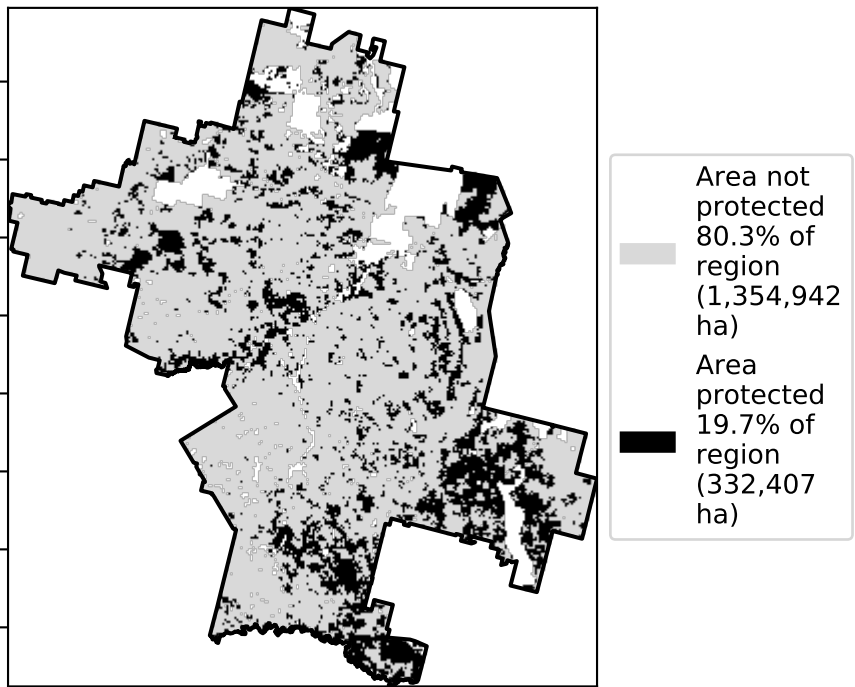 Area not
protected
80.3% of
region
(1,354,942
ha)
Area
protected
19.7% of
region
(332,407
ha)